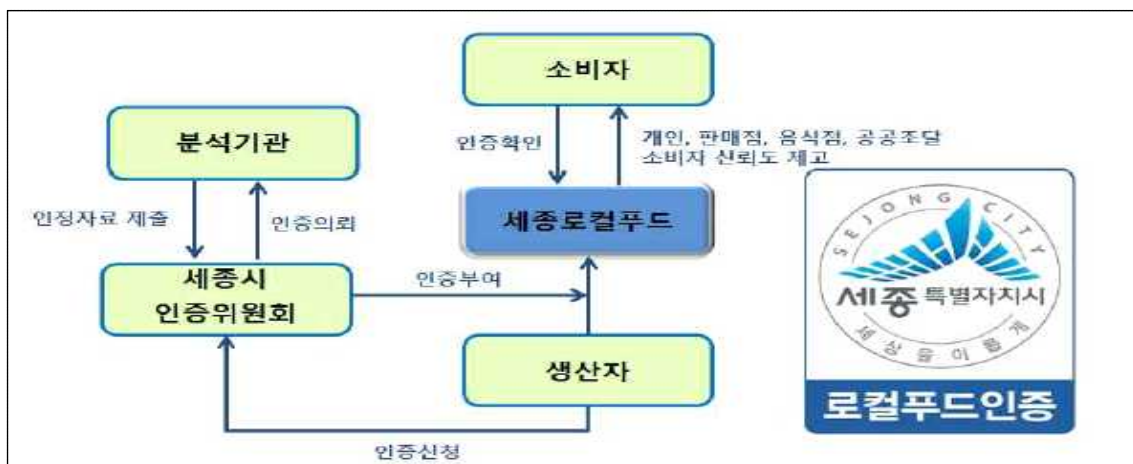 소비자
분석기관
인증확인
개인, 판매점, 음식점, 공공조달
소비자 신뢰도 제고
인정자료 제출
인증의뢰
세종로컬푸드
세종시
인증위원회
인증부여
생산자
인증신청
SEJONG CITY
세종특별자치시
세상을이롭게
로컬푸드인증